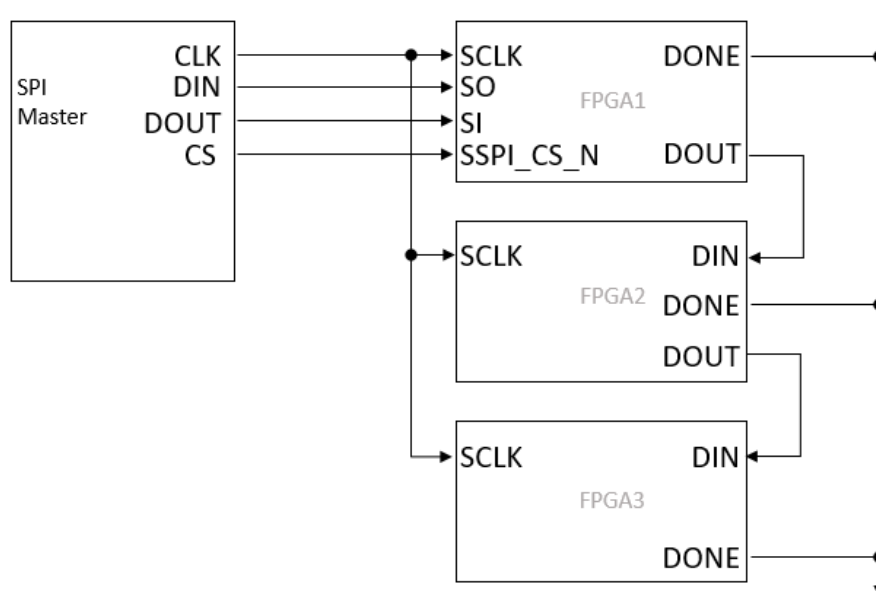 SPI
Master
CLK
DIN
DOUT
CS
SCLK
SO
SI
SSPI_CS_N
FPGA1
DONE
DOUT
SCLK
FPGA2
DIN
DONE
DOUT
SCLK
FPGA3
DIN
DONE